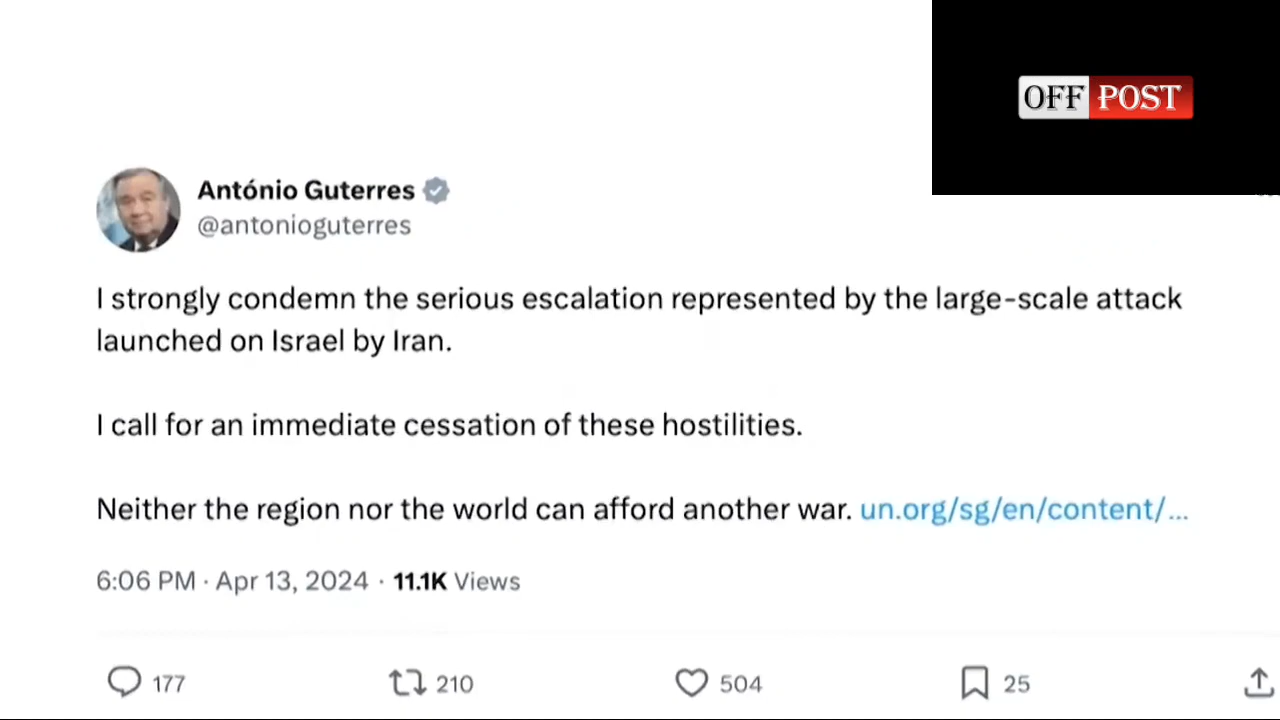 OFF POST
António Guterres
@antonioguterres
I strongly condemn the serious escalation represented by the large-scale attack
launched on Israel by Iran.
I call for an immediate cessation of these hostilities.
Neither the region nor the world can afford another war. un.org/sg/en/content/...
6:06 PM · Apr 13, 2024 · 11.1K Views
177 210 504 25